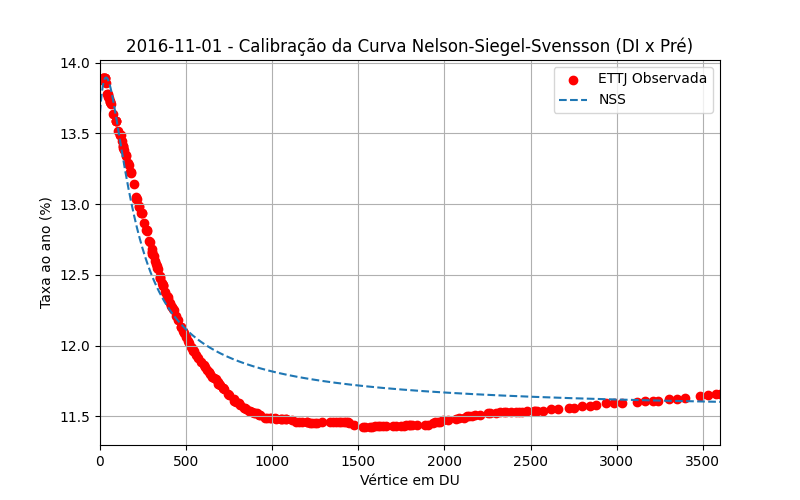 2016-11-01 - Calibração da Curva Nelson-Siegel-Svensson (DI x Pré)
14.0
13.5
13.0
12.5
12.0
11.5
Taxa ao ano (%)
ETTJ Observada
NSS
0 500 1000 1500 2000 2500 3000 3500
Vértice em DU